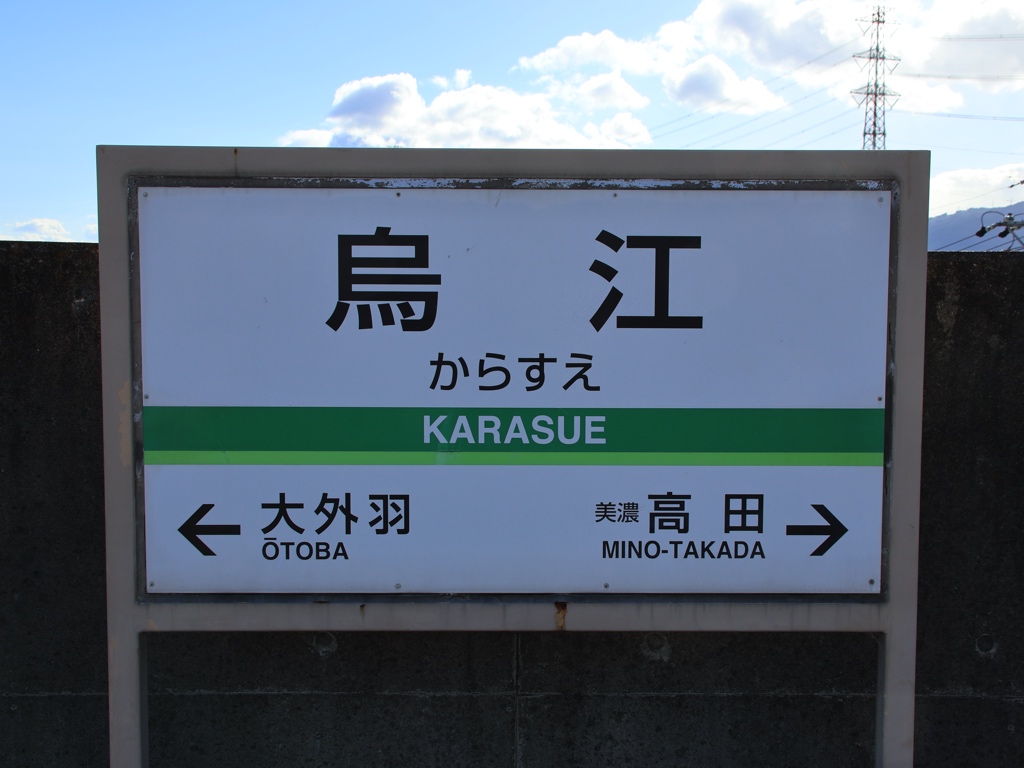 烏江
からすえ
KARASUE
← 大外羽
ŌTOBA
美濃高田 →
MINO-TAKADA